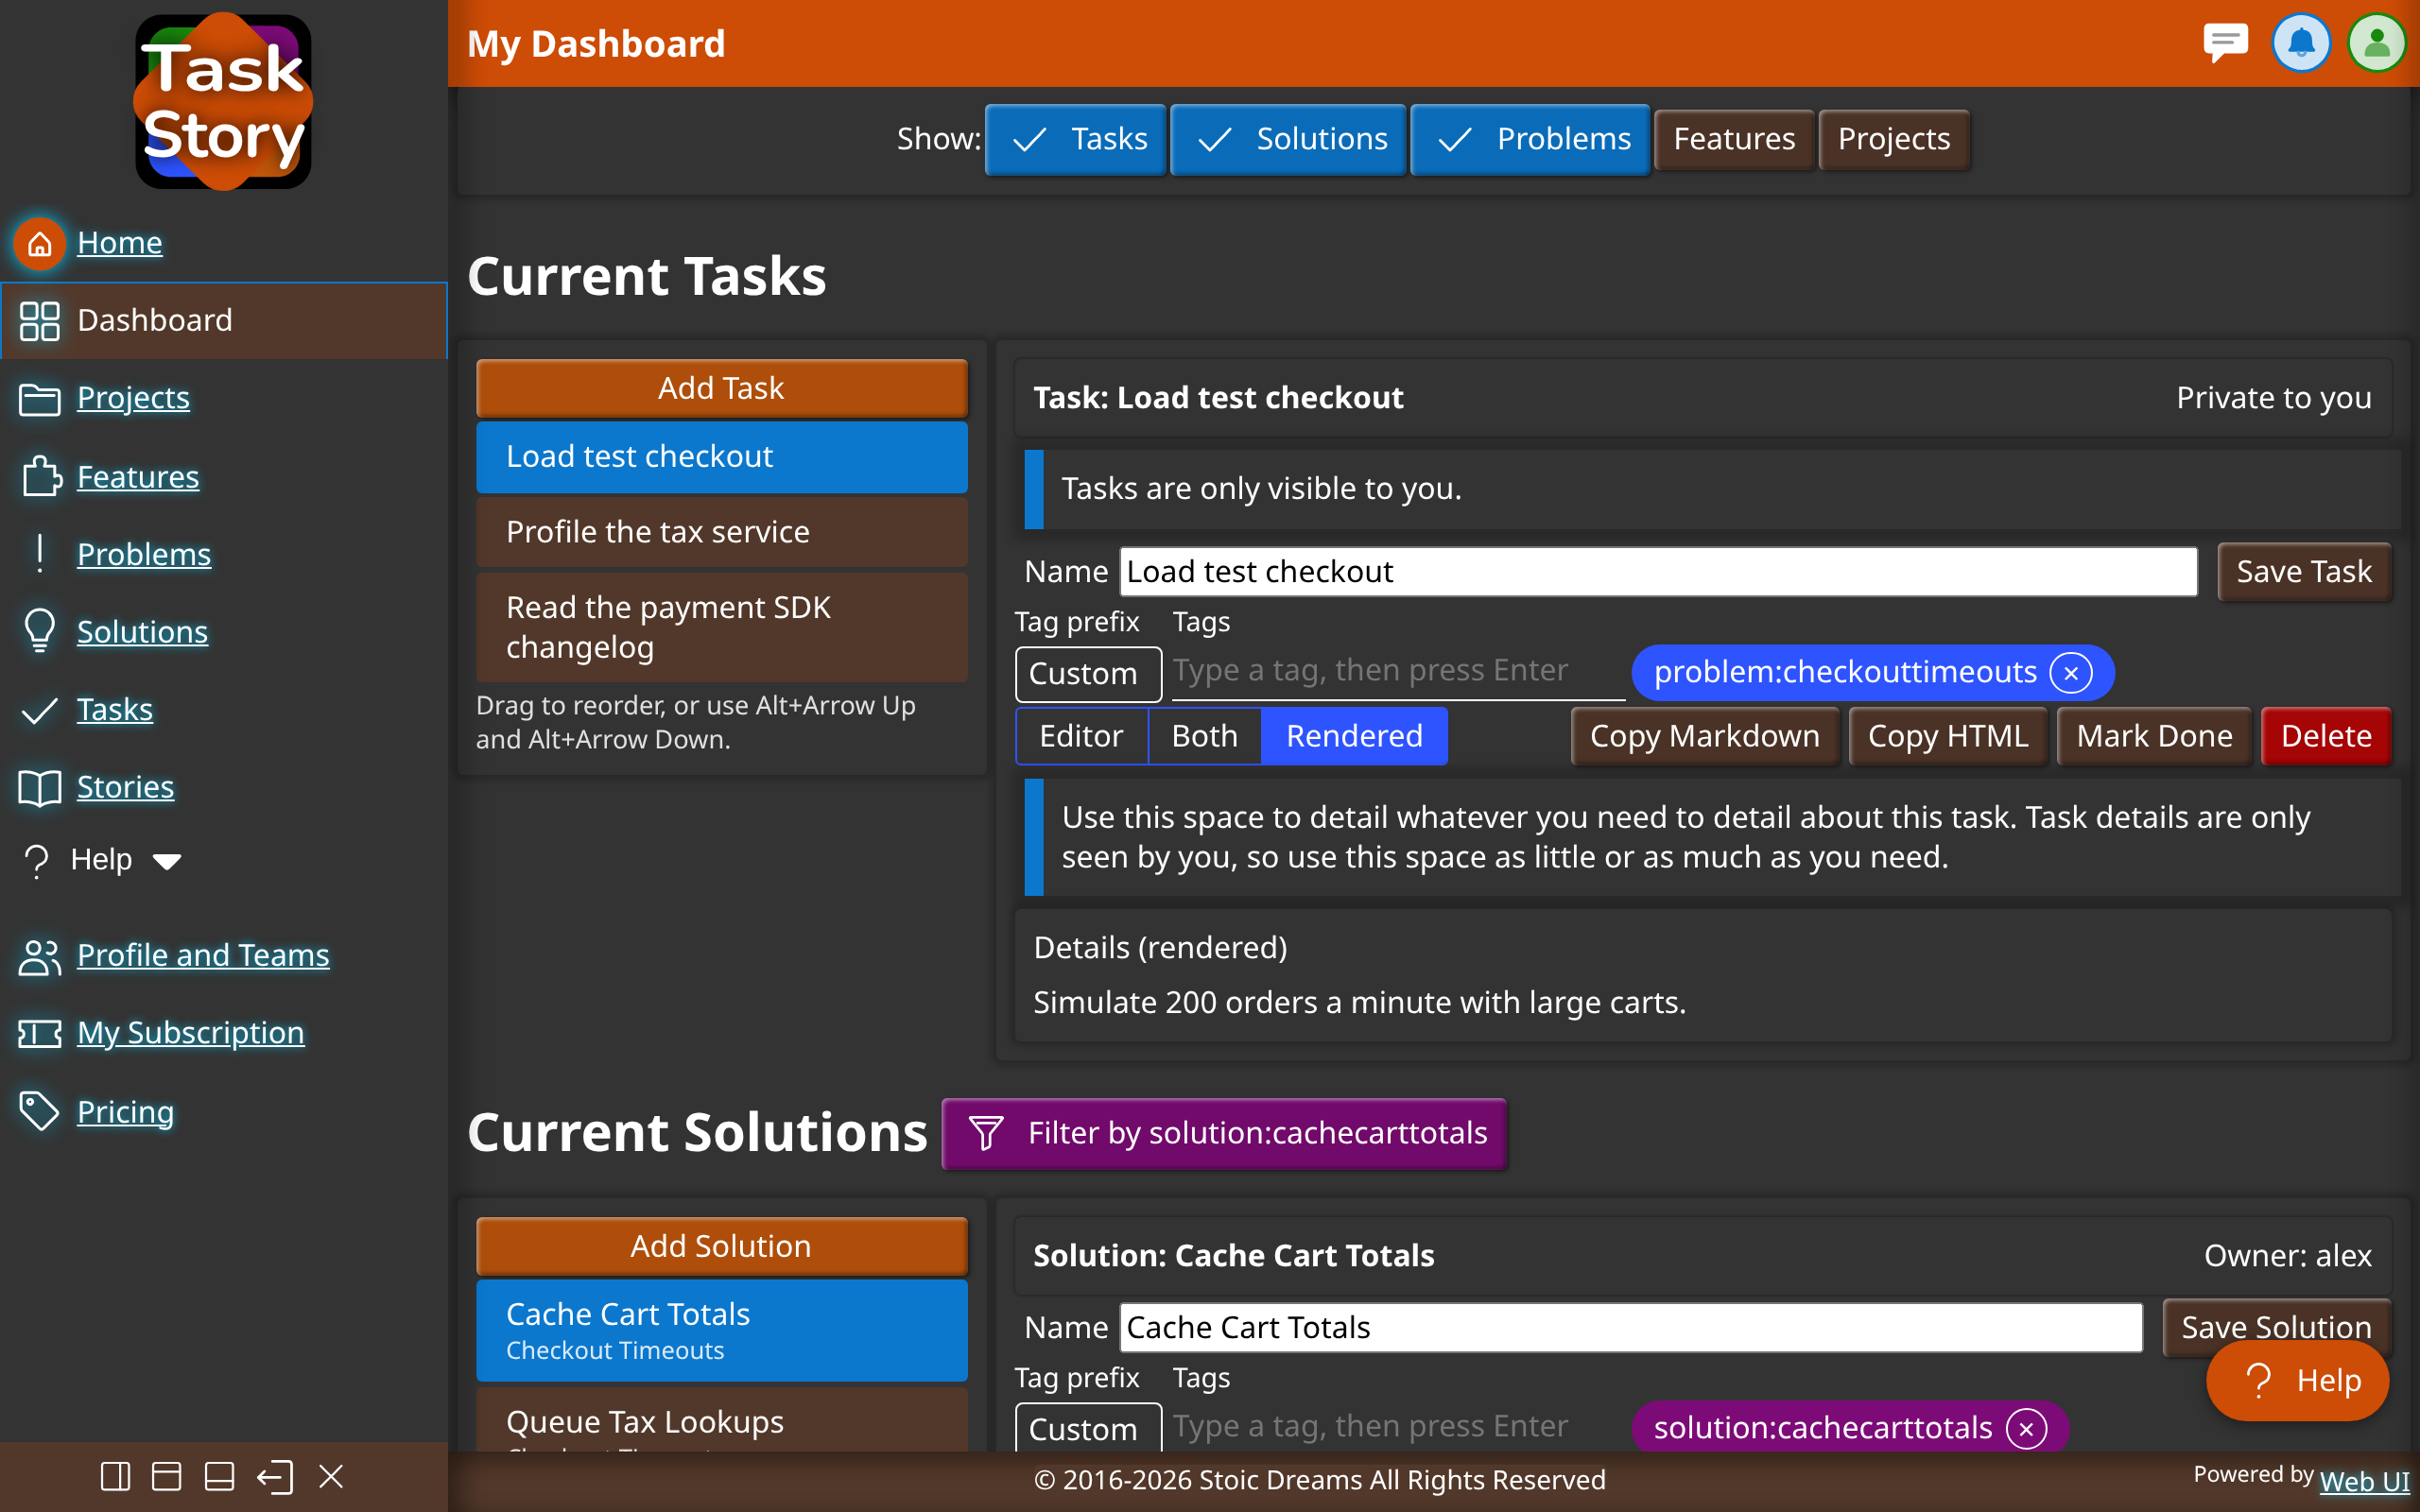 Task
Story
My Dashboard
Home
Dashboard
Projects
Features
Problems
Solutions
Tasks
Stories
Help
Profile and Teams
My Subscription
Pricing
Show: Tasks Solutions Problems Features Projects
Current Tasks
Add Task
Load test checkout
Profile the tax service
Read the payment SDK
changelog
Drag to reorder, or use Alt+Arrow Up
and Alt+Arrow Down.
Task: Load test checkout Private to you
Tasks are only visible to you.
Name Load test checkout Save Task
Tag prefix Tags
Custom Type a tag, then press Enter problem:checkouttimeouts
Editor Both Rendered Copy Markdown Copy HTML Mark Done Delete
Use this space to detail whatever you need to detail about this task. Task details are only
seen by you, so use this space as little or as much as you need.
Details (rendered)
Simulate 200 orders a minute with large carts.
Current Solutions Filter by solution:cachecarttotals
Add Solution
Cache Cart Totals
Checkout Timeouts
Queue Tax Lookups
Solution: Cache Cart Totals Owner: alex
Name Cache Cart Totals Save Solution
Tag prefix Tags
Custom Type a tag, then press Enter solution:cachecarttotals
Help
© 2016-2026 Stoic Dreams All Rights Reserved
Powered by Web UI